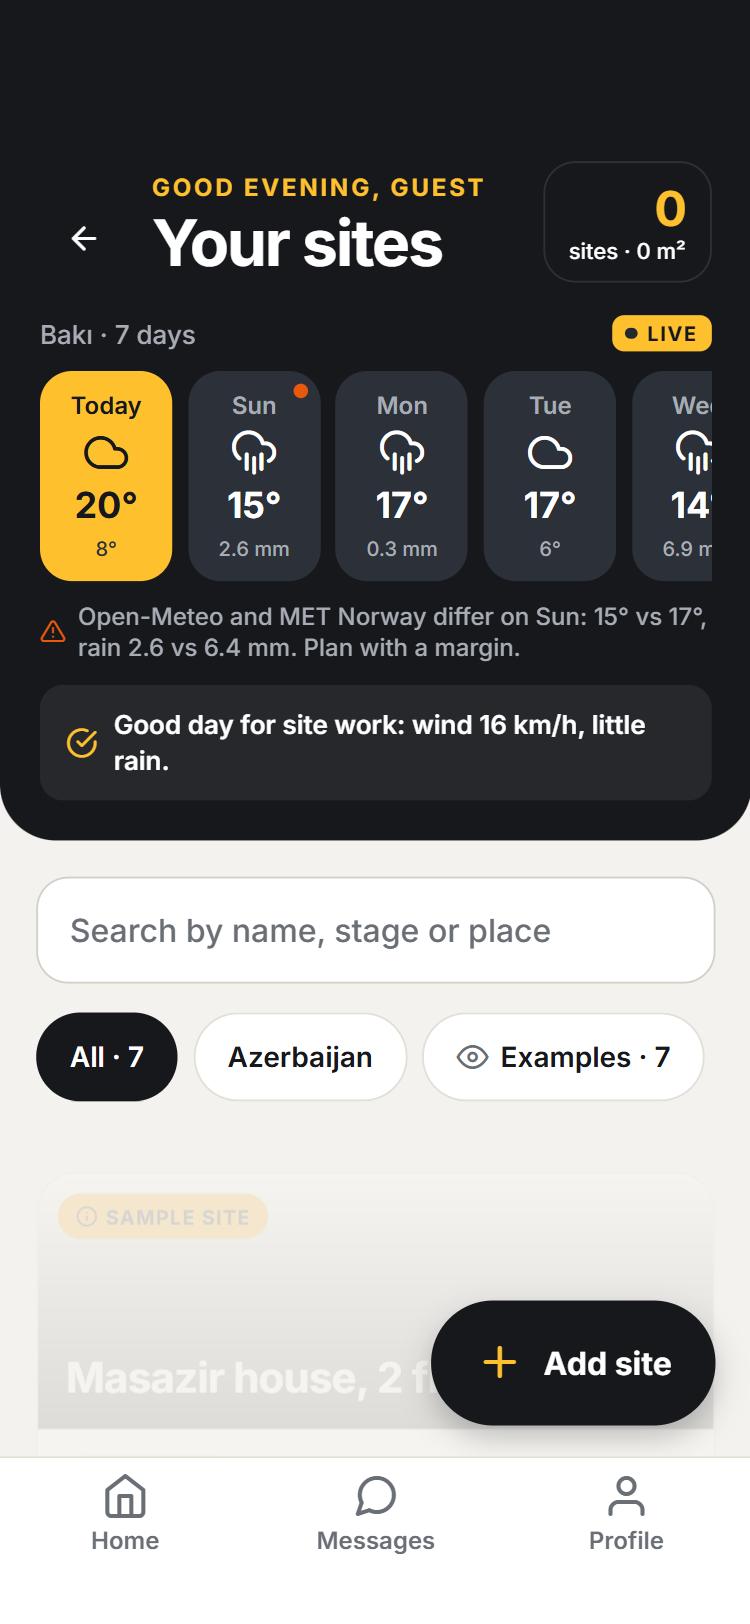 GOOD EVENING, GUEST
Your sites
0
sites · 0 m²
Bakı · 7 days
LIVE
Today
20°
8°
Sun
15°
2.6 mm
Mon
17°
0.3 mm
Tue
17°
6°
Open-Meteo and MET Norway differ on Sun: 15° vs 17°,
rain 2.6 vs 6.4 mm. Plan with a margin.
Good day for site work: wind 16 km/h, little
rain.
Search by name, stage or place
All · 7
Azerbaijan
Examples · 7
SAMPLE SITE
Masazir house, 2
Add site
Home
Messages
Profile